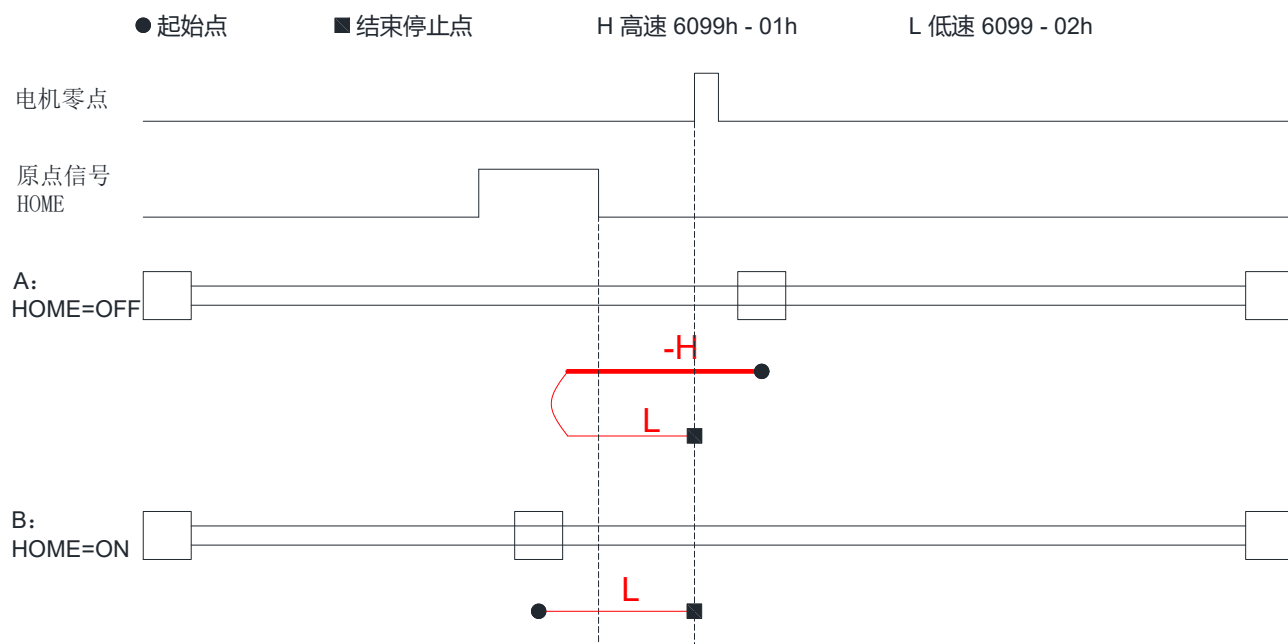 起始点 结束停止点 H 高速 6099h - 01h L 低速 6099 - 02h
电机零点
原点信号
HOME
A：
HOME=OFF
-H
L
B：
HOME=ON
L